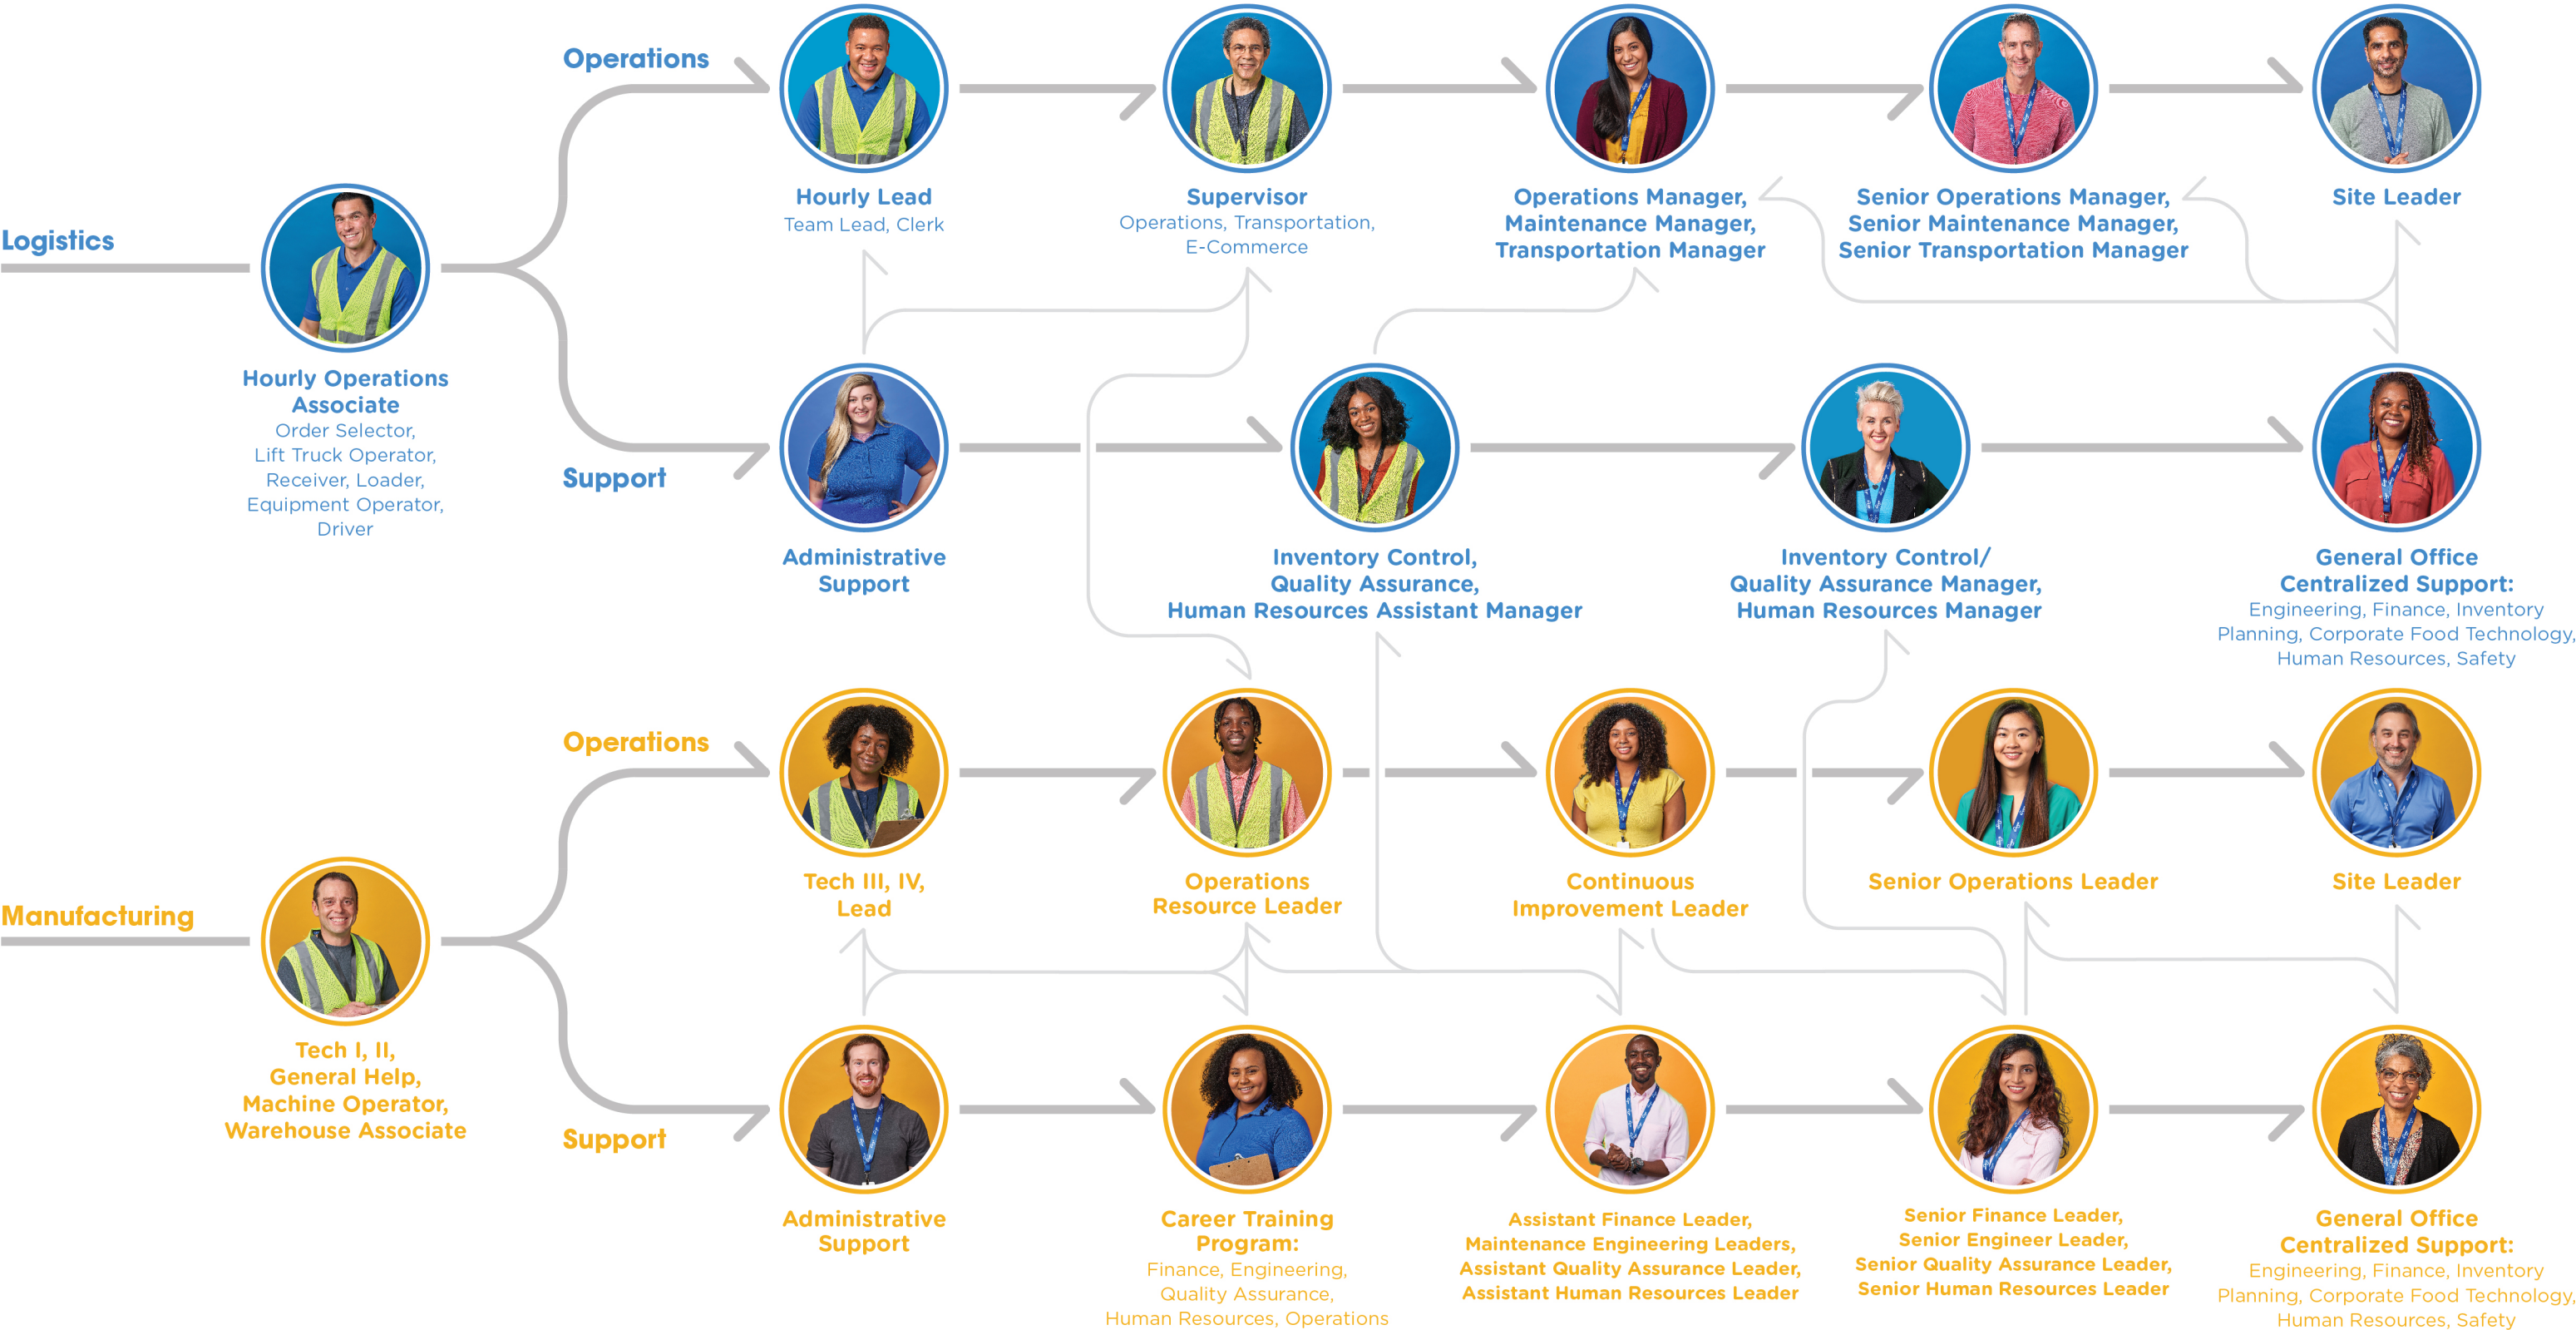 Operations
Hourly Lead
Team Lead, Clerk
Supervisor
Operations, Transportation,
E-Commerce
Operations Manager,
Maintenance Manager,
Transportation Manager
Senior Operations Manager,
Senior Maintenance Manager,
Senior Transportation Manager
Site Leader
Logistics
Hourly Operations
Associate
Order Selector,
Lift Truck Operator,
Receiver, Loader,
Equipment Operator,
Driver
Support
Administrative
Support
Inventory Control,
Quality Assurance,
Human Resources Assistant Manager
Inventory Control/
Quality Assurance Manager,
Human Resources Manager
General Office
Centralized Support:
Engineering, Finance, Inventory
Planning, Corporate Food Technology,
Human Resources, Safety
Operations
Tech III, IV,
Lead
Operations
Resource Leader
Continuous
Improvement Leader
Senior Operations Leader
Site Leader
Manufacturing
Tech I, II,
General Help,
Machine Operator,
Warehouse Associate
Support
Administrative
Support
Career Training
Program:
Finance, Engineering,
Quality Assurance,
Human Resources, Operations
Assistant Finance Leader,
Maintenance Engineering Leaders,
Assistant Quality Assurance Leader,
Assistant Human Resources Leader
Senior Finance Leader,
Senior Engineer Leader,
Senior Quality Assurance Leader,
Senior Human Resources Leader
General Office
Centralized Support:
Engineering, Finance, Inventory
Planning, Corporate Food Technology,
Human Resources, Safety